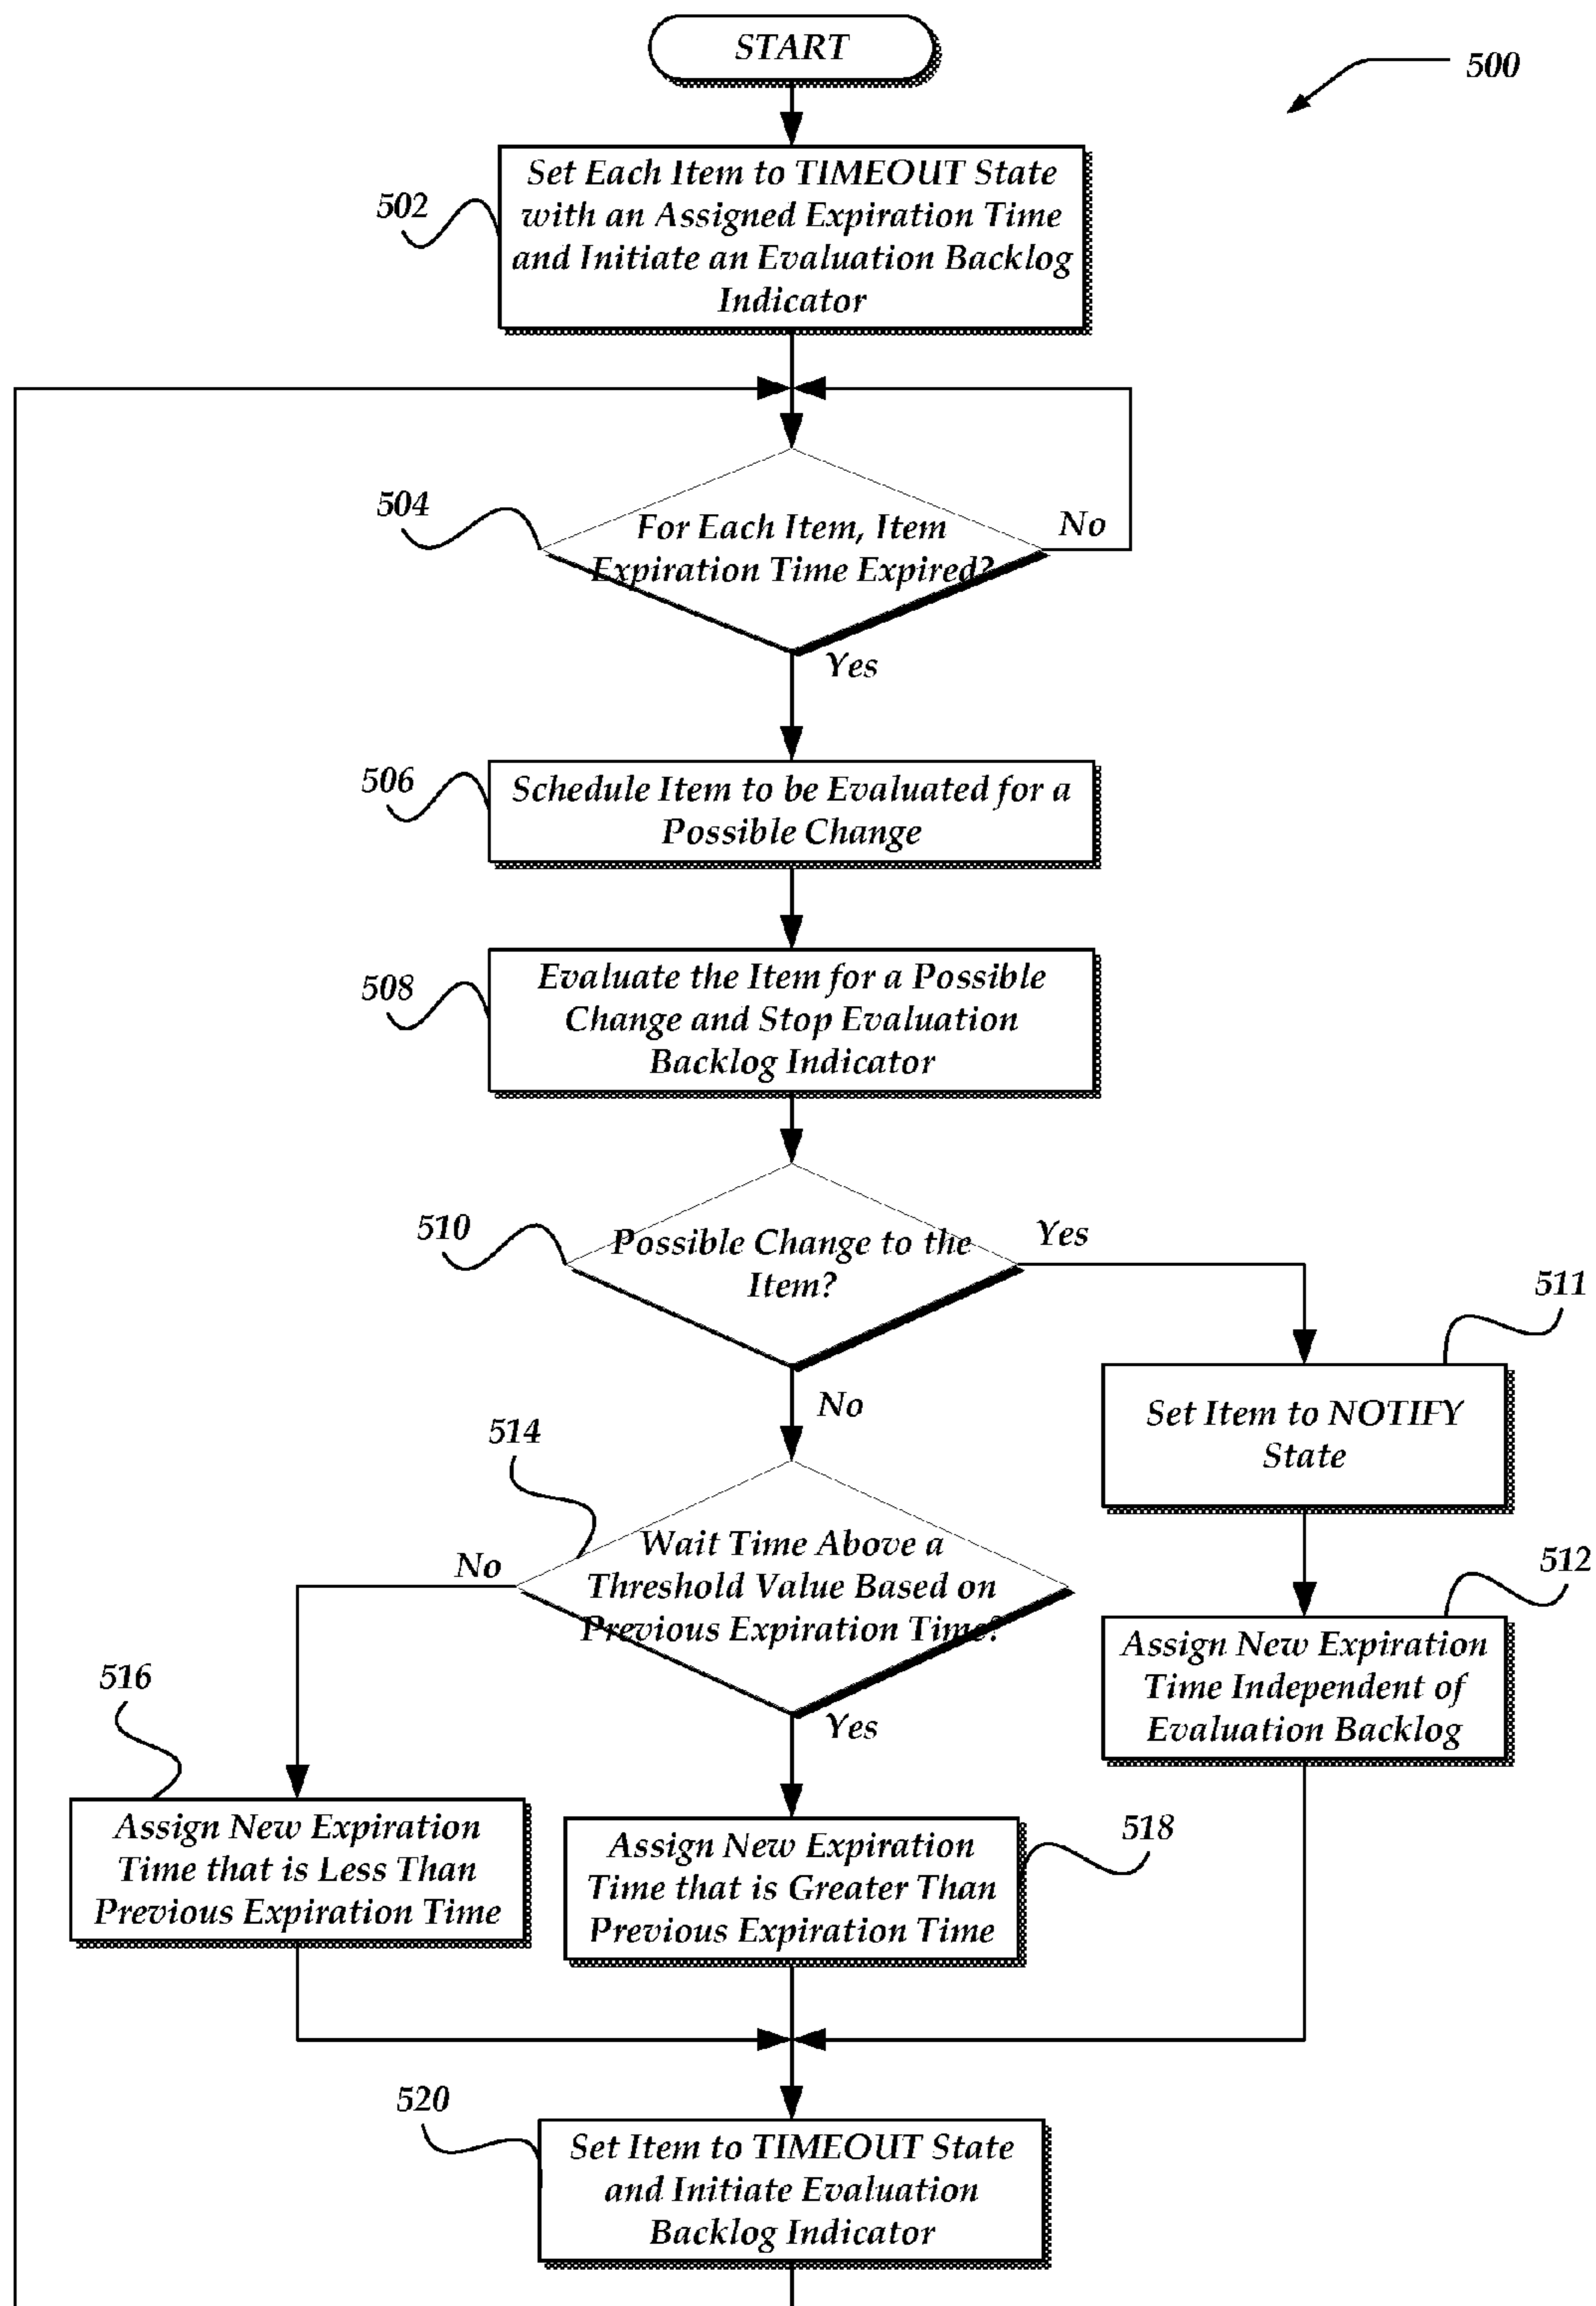 START
500
502
Set Each Item to TIMEOUT State
with an Assigned Expiration Time
and Initiate an Evaluation Backlog
Indicator
504
For Each Item, Item
Expiration Time Expired?
No
Yes
506
Schedule Item to be Evaluated for a
Possible Change
508
Evaluate the Item for a Possible
Change and Stop Evaluation
Backlog Indicator
510
Possible Change to the
Item?
Yes
No
511
Set Item to NOTIFY
State
514
Wait Time Above a
Threshold Value Based on
Previous Expiration Time?
No
Yes
512
Assign New Expiration
Time Independent of
Evaluation Backlog
516
Assign New Expiration
Time that is Less Than
Previous Expiration Time
518
Assign New Expiration
Time that is Greater Than
Previous Expiration Time
520
Set Item to TIMEOUT State
and Initiate Evaluation
Backlog Indicator